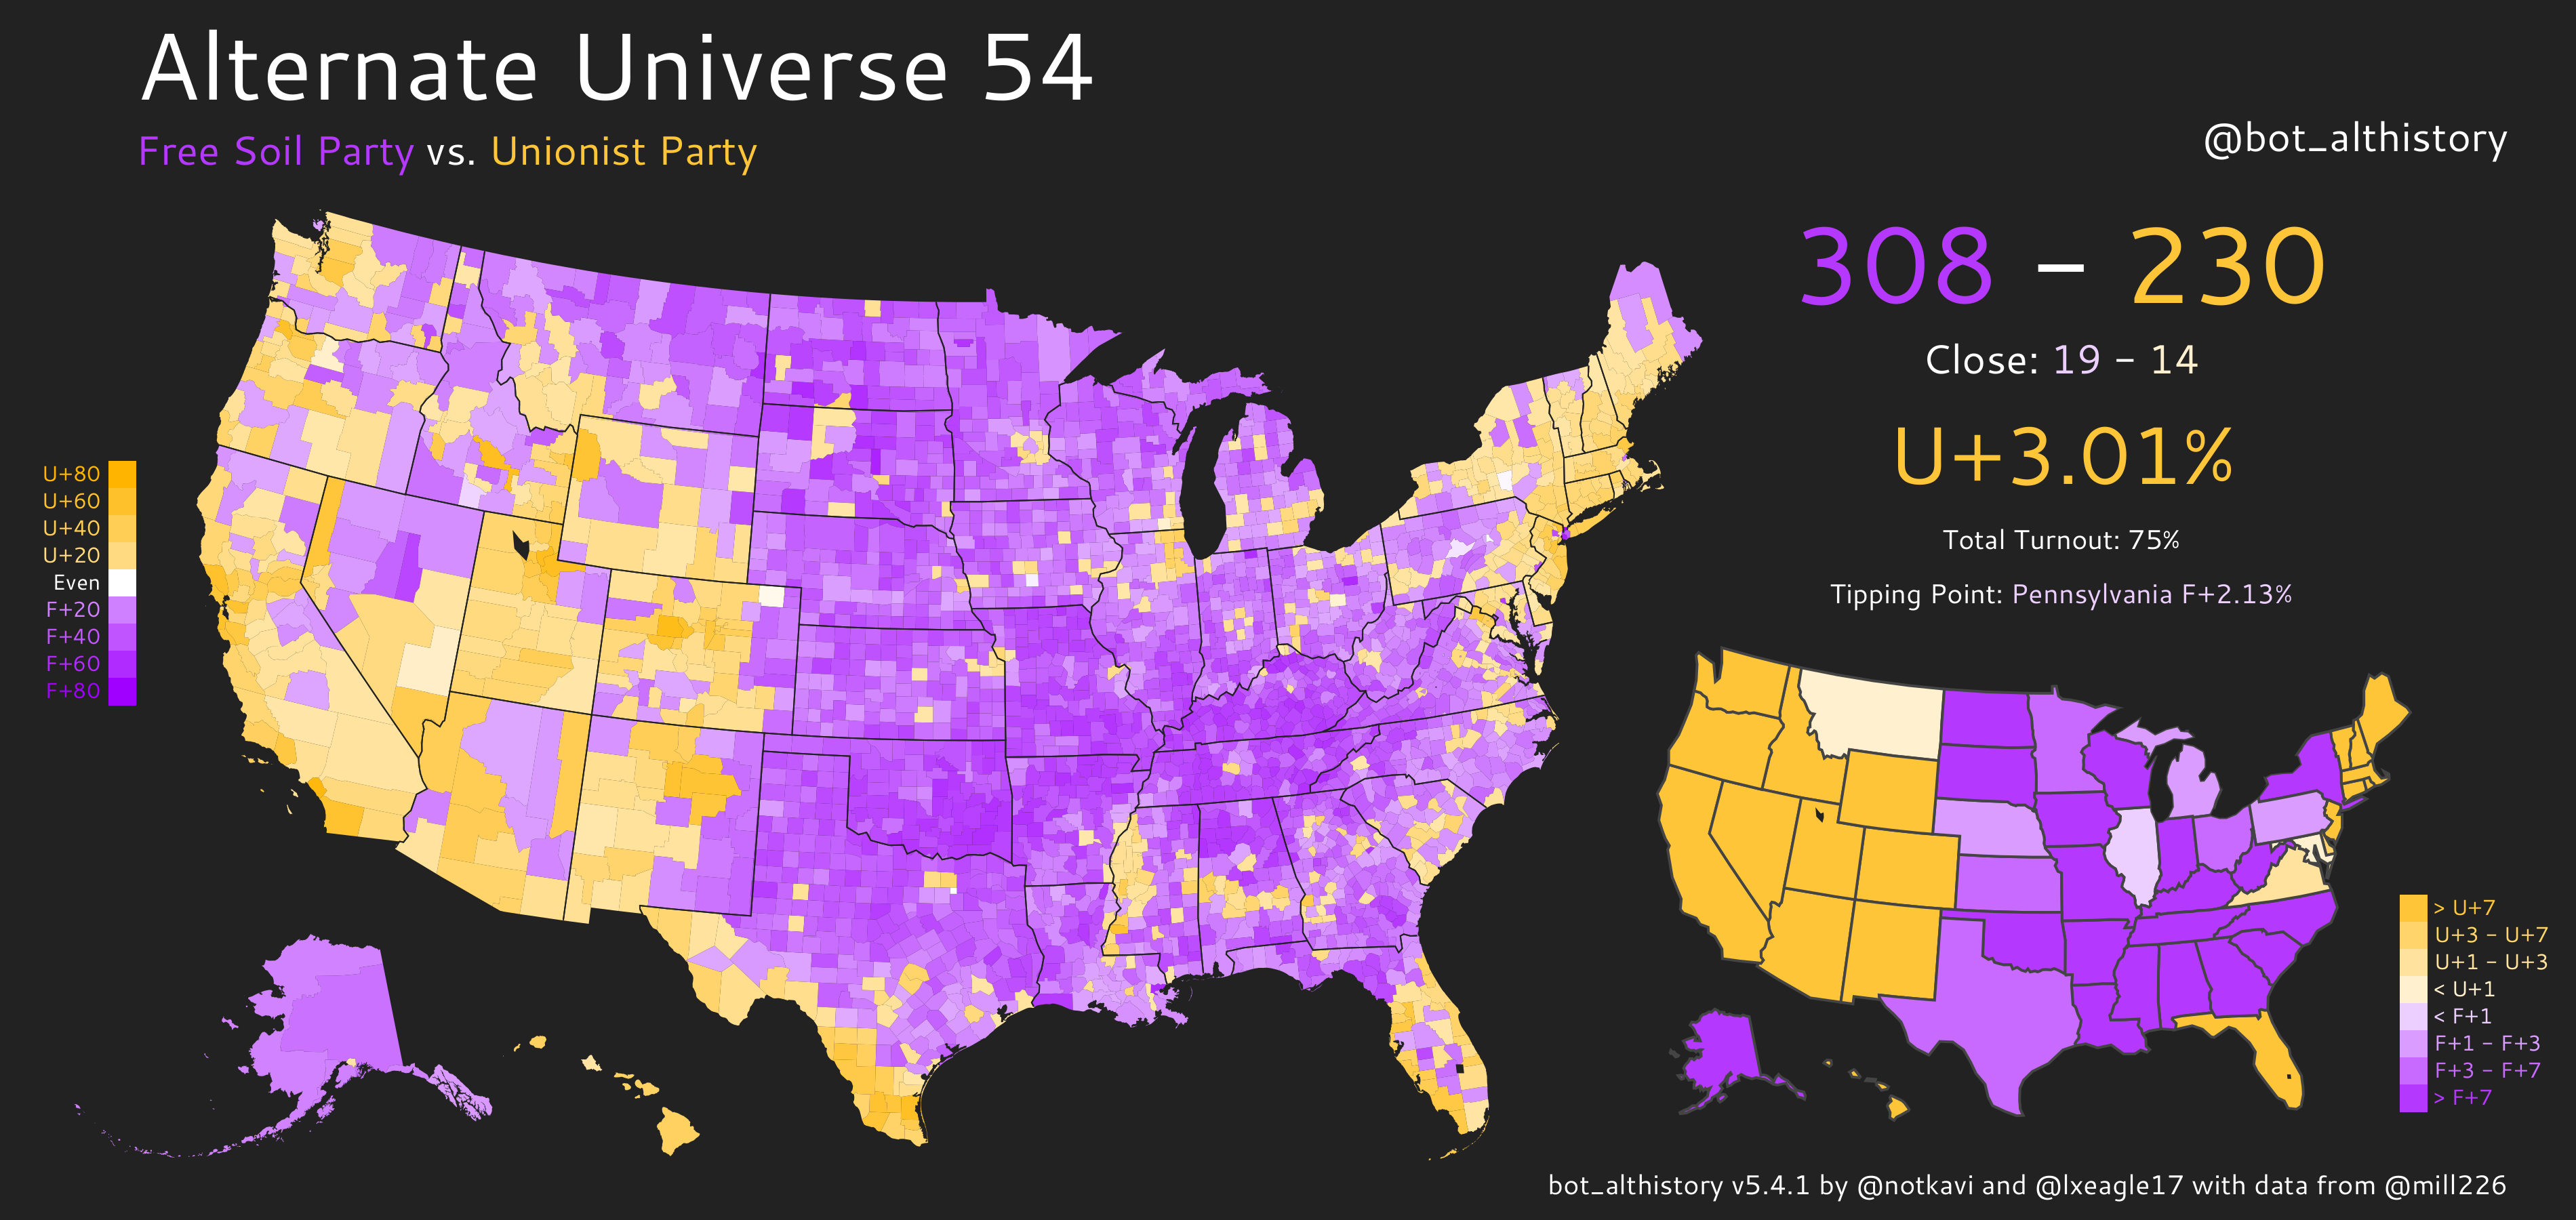 Alternate Universe 54
Free Soil Party vs. Unionist Party
@bot_althistory
308 – 230
Close: 19 – 14
U+3.01%
Total Turnout: 75%
Tipping Point: Pennsylvania F+2.13%
U+80
U+60
U+40
U+20
Even
F+20
F+40
F+60
F+80
> U+7
U+3 – U+7
U+1 – U+3
< U+1
< F+1
F+1 – F+3
F+3 – F+7
> F+7
bot_althistory v5.4.1 by @notkavi and @lxeagle17 with data from @mill226